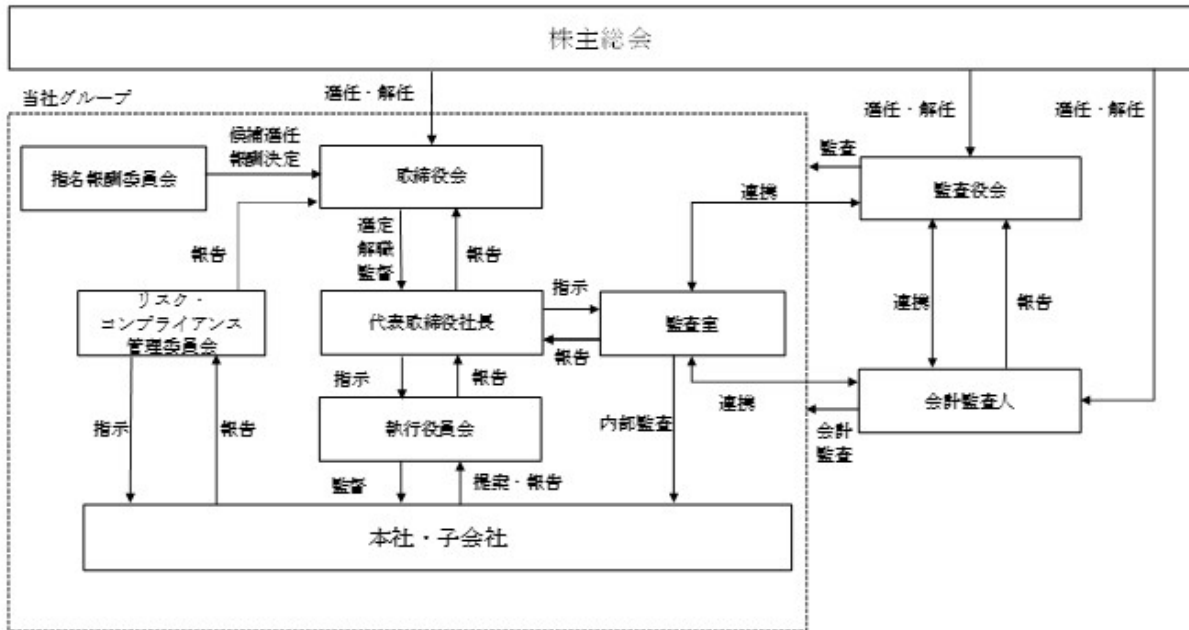 株主総会
選任・解任
当社グループ
選任・解任
選任・解任
候補選任
報酬決定
監査
指名報酬委員会
取締役会
監査役会
連携
選定
解職
監督
報告
報告
指示
連携
報告
リスク・
コンプライアンス
管理委員会
代表取締役社長
監査室
報告
指示
報告
連携
会計監査人
指示
報告
執行役員会
内部監査
会計
監査
監督
提案・報告
本社・子会社